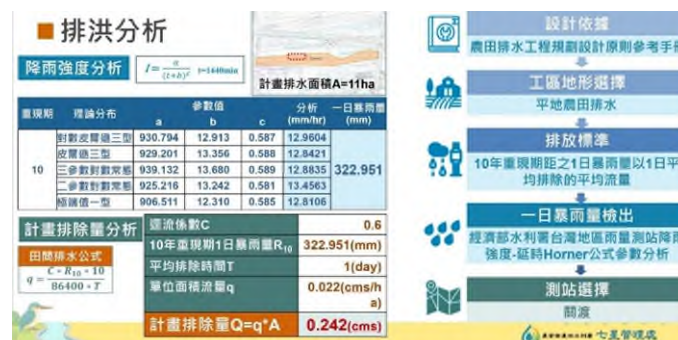 排洪分析
降雨強度分析
I= a/(t+b)^c t=1440min
計畫排水面積A=11ha
重現期 理論分布 參數值 分析(mm/hr) 一日暴雨量(mm)
a b c
對數皮爾遜三型 930.794 12.913 0.587 12.9604
皮爾遜三型 929.201 13.356 0.588 12.8421
10 三參數對數常態 939.132 13.680 0.589 12.8835 322.951
二參數對數常態 925.216 13.242 0.581 13.4563
極端值一型 906.511 12.310 0.585 12.8106
計畫排除量分析
田間排水公式
q = C*R10*10/86400*T
逕流係數C 0.6
10年重現期1日暴雨量R10 322.951(mm)
平均排除時間T 1(day)
單位面積流量q 0.022(cms/ha)
計畫排除量Q=q*A 0.242(cms)
設計依據
農田排水工程規劃設計原則參考手冊
工區地形選擇
平地農田排水
排放標準
10年重現期距之1日暴雨量以1日平
均排除的平均流量
一日暴雨量檢出
經濟部水利署台灣地區雨量測站降雨
強度-延時Horner公式參數分析
測站選擇
關渡
七星管理處